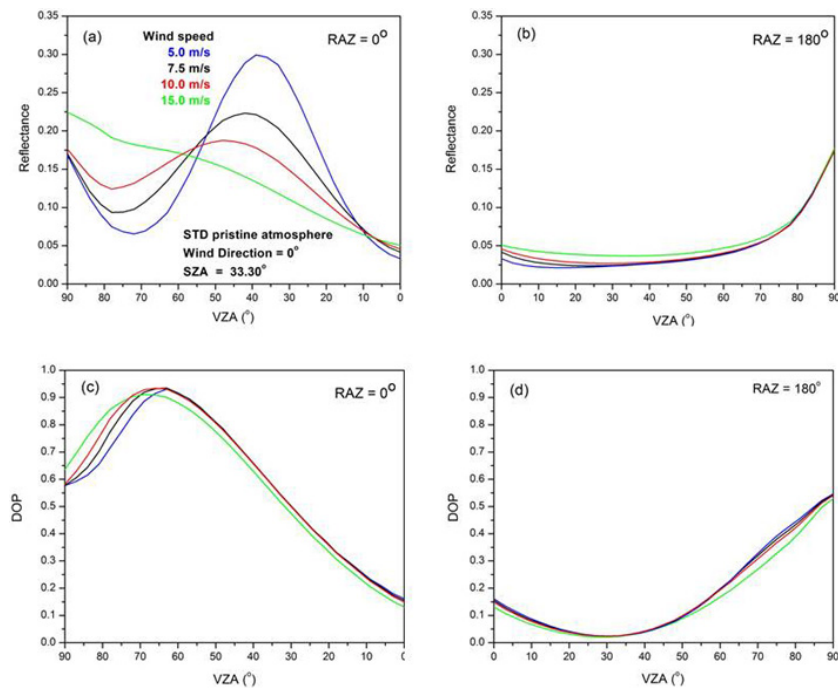 (a)
Wind speed
5.0 m/s
7.5 m/s
10.0 m/s
15.0 m/s
RAZ = 0°
0.35
0.30
0.25
0.20
0.15
0.10
0.05
0.00
Reflectance
STD pristine atmosphere
Wind Direction = 0°
SZA = 33.30°
90 80 70 60 50 40 30 20 10 0
VZA (°)
(b)
RAZ = 180°
0.35
0.30
0.25
0.20
0.15
0.10
0.05
0.00
Reflectance
0 10 20 30 40 50 60 70 80 90
VZA (°)
(c)
RAZ = 0°
1.0
0.9
0.8
0.7
0.6
0.5
0.4
0.3
0.2
0.1
0.0
DOP
90 80 70 60 50 40 30 20 10 0
VZA (°)
(d)
RAZ = 180°
1.0
0.9
0.8
0.7
0.6
0.5
0.4
0.3
0.2
0.1
0.0
DOP
0 10 20 30 40 50 60 70 80 90
VZA (°)